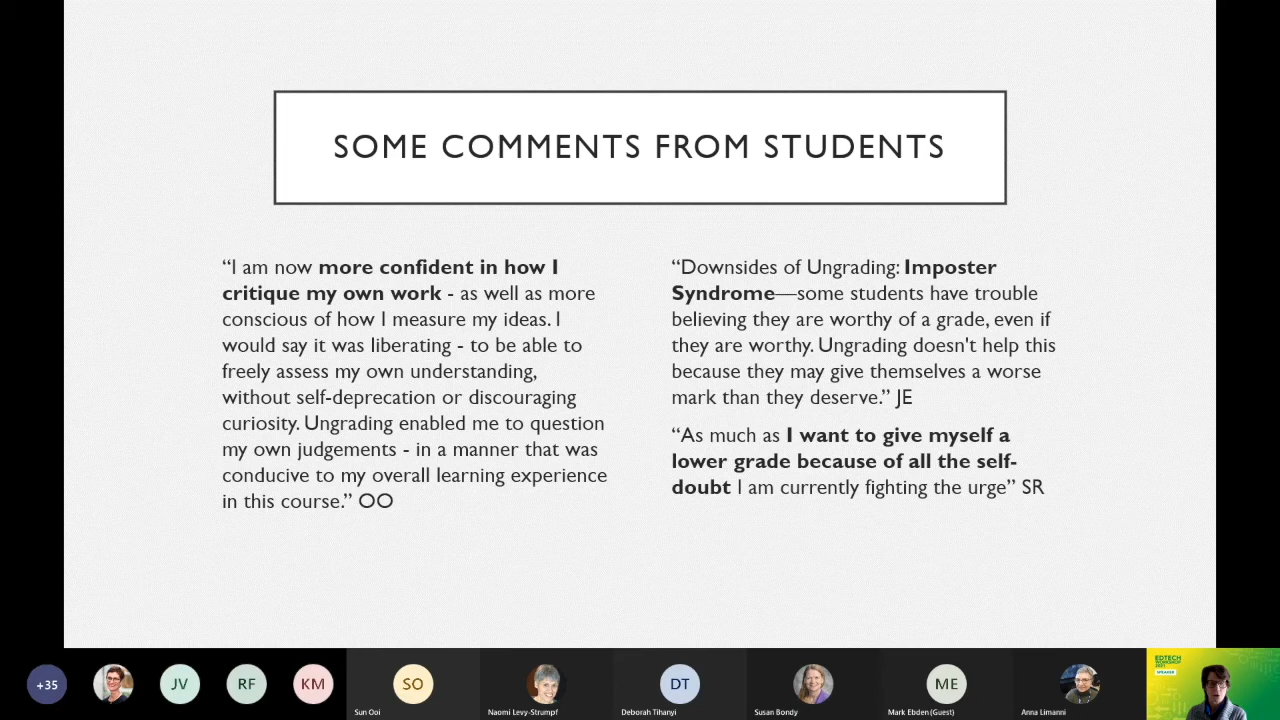 SOME COMMENTS FROM STUDENTS
“I am now more confident in how I
critique my own work - as well as more
conscious of how I measure my ideas. I
would say it was liberating - to be able to
freely assess my own understanding,
without self-deprecation or discouraging
curiosity. Ungrading enabled me to question
my own judgements - in a manner that was
conducive to my overall learning experience
in this course.” OO
“Downsides of Ungrading: Imposter
Syndrome—some students have trouble
believing they are worthy of a grade, even if
they are worthy. Ungrading doesn't help this
because they may give themselves a worse
mark than they deserve.” JE
“As much as I want to give myself a
lower grade because of all the self-
doubt I am currently fighting the urge” SR
+35
JV
RF
KM
SO
Sun Ooi
Naomi Levy-Strumpf
DT
Deborah Tihanyi
Susan Bondy
ME
Mark Ebden (Guest)
Anna Limanni
EDTECH
WORKSHOP
2021
SPEAKER